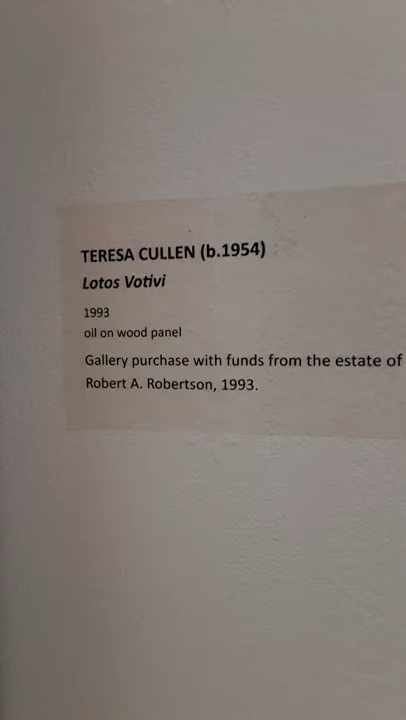 TERESA CULLEN (b.1954)
Lotos Votivi
1993
oil on wood panel
Gallery purchase with funds from the estate of
Robert A. Robertson, 1993.